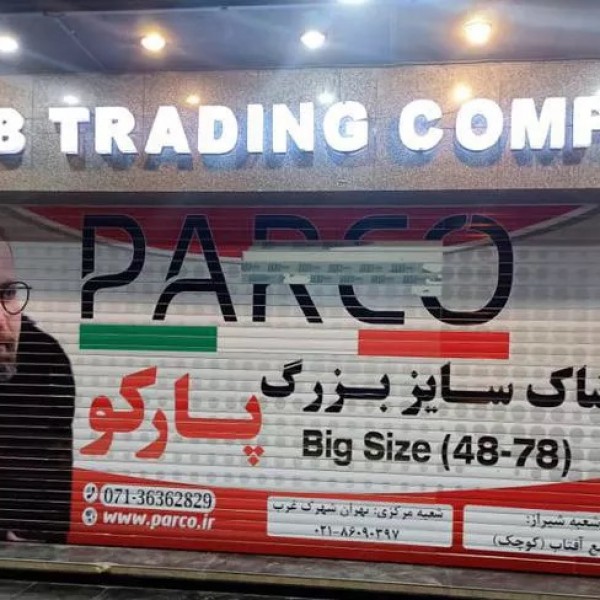 B TRADING COMP
PARCO
پوشاک سایز بزرگ
پارکو
Big Size (48-78)
071-36362829
www.parco.ir
شعبه مرکزی: تهران شهرک غرب
۰۲۱-۸۶۰۹۰۳۹۷
شعبه شیراز:
آفتاب (کوچک)